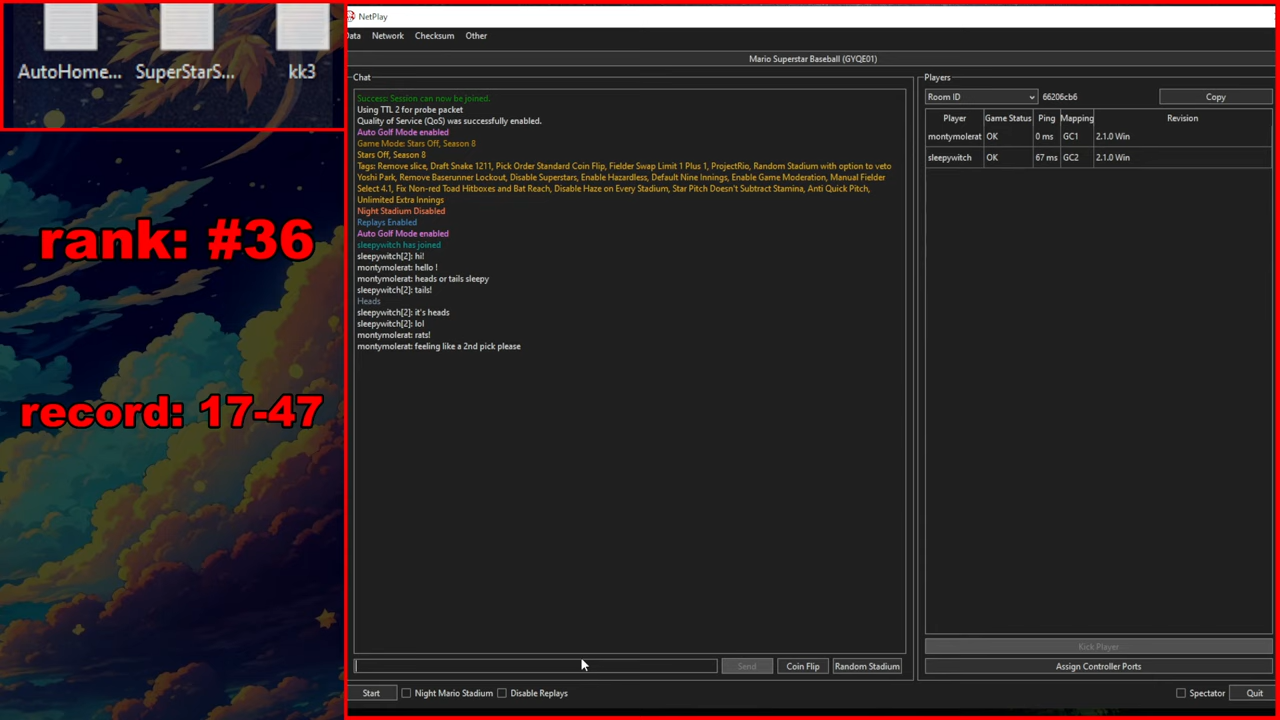 AutoHome... SuperStarS... kk3
rank: #36
record: 17-47
NetPlay
Data Network Checksum Other
Mario Superstar Baseball (GYQE01)
Chat
Success: Session can now be joined.
Using TTL 2 for probe packet
Quality of Service (QoS) was successfully enabled.
Auto Golf Mode enabled
Game Mode: Stars Off, Season 8
Stars Off, Season 8
Tags: Remove slice, Draft Snake 1211, Pick Order Standard Coin Flip, Fielder Swap Limit 1 Plus 1, ProjectRio, Random Stadium with option to veto
Yoshi Park, Remove Baserunner Lockout, Disable Superstars, Enable Hazardless, Default Nine Innings, Enable Game Moderation, Manual Fielder
Select 4.1, Fix Non-red Toad Hitboxes and Bat Reach, Disable Haze on Every Stadium, Star Pitch Doesn't Subtract Stamina, Anti Quick Pitch,
Unlimited Extra Innings
Night Stadium Disabled
Replays Enabled
Auto Golf Mode enabled
sleepywitch has joined
sleepywitch[2]: hi!
montymolerat: hello !
montymolerat: heads or tails sleepy
sleepywitch[2]: tails!
Heads
sleepywitch[2]: it's heads
sleepywitch[2]: lol
montymolerat: rats!
montymolerat: feeling like a 2nd pick please
Send Coin Flip Random Stadium
Start Night Mario Stadium Disable Replays
Players
Room ID 66206cb6 Copy
Player Game Status Ping Mapping Revision
montymolerat OK 0 ms GC1 2.1.0 Win
sleepywitch OK 67 ms GC2 2.1.0 Win
Kick Player
Assign Controller Ports
Spectator Quit